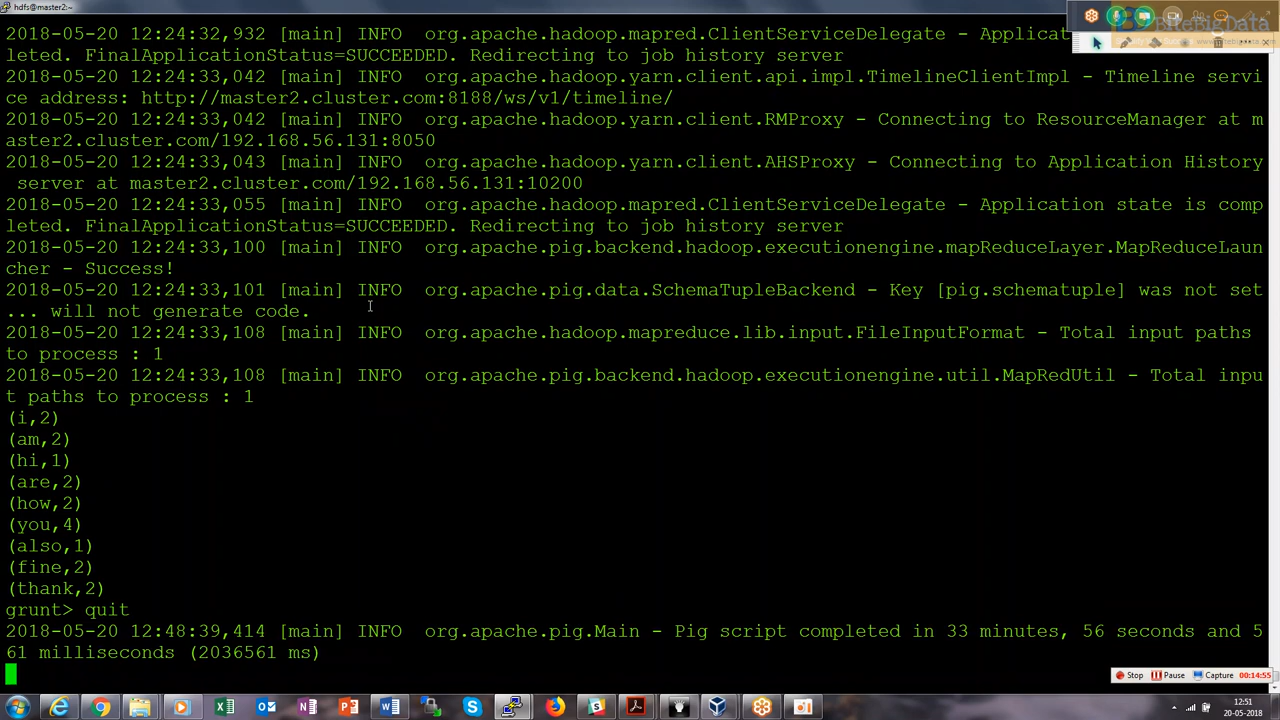 hdfs@master2:~
2018-05-20 12:24:32,932 [main] INFO  org.apache.hadoop.mapred.ClientServiceDelegate - Applicat
leted. FinalApplicationStatus=SUCCEEDED. Redirecting to job history server
2018-05-20 12:24:33,042 [main] INFO  org.apache.hadoop.yarn.client.api.impl.TimelineClientImpl - Timeline servi
ce address: http://master2.cluster.com:8188/ws/v1/timeline/
2018-05-20 12:24:33,042 [main] INFO  org.apache.hadoop.yarn.client.RMProxy - Connecting to ResourceManager at m
aster2.cluster.com/192.168.56.131:8050
2018-05-20 12:24:33,043 [main] INFO  org.apache.hadoop.yarn.client.AHSProxy - Connecting to Application History
 server at master2.cluster.com/192.168.56.131:10200
2018-05-20 12:24:33,055 [main] INFO  org.apache.hadoop.mapred.ClientServiceDelegate - Application state is comp
leted. FinalApplicationStatus=SUCCEEDED. Redirecting to job history server
2018-05-20 12:24:33,100 [main] INFO  org.apache.pig.backend.hadoop.executionengine.mapReduceLayer.MapReduceLaun
cher - Success!
2018-05-20 12:24:33,101 [main] INFO  org.apache.pig.data.SchemaTupleBackend - Key [pig.schematuple] was not set
... will not generate code.
2018-05-20 12:24:33,108 [main] INFO  org.apache.hadoop.mapreduce.lib.input.FileInputFormat - Total input paths
to process : 1
2018-05-20 12:24:33,108 [main] INFO  org.apache.pig.backend.hadoop.executionengine.util.MapRedUtil - Total inpu
t paths to process : 1
(i,2)
(am,2)
(hi,1)
(are,2)
(how,2)
(you,4)
(also,1)
(fine,2)
(thank,2)
grunt> quit
2018-05-20 12:48:39,414 [main] INFO  org.apache.pig.Main - Pig script completed in 33 minutes, 56 seconds and 5
61 milliseconds (2036561 ms)
Stop Pause Capture 00:14:55
12:51
20-05-2018